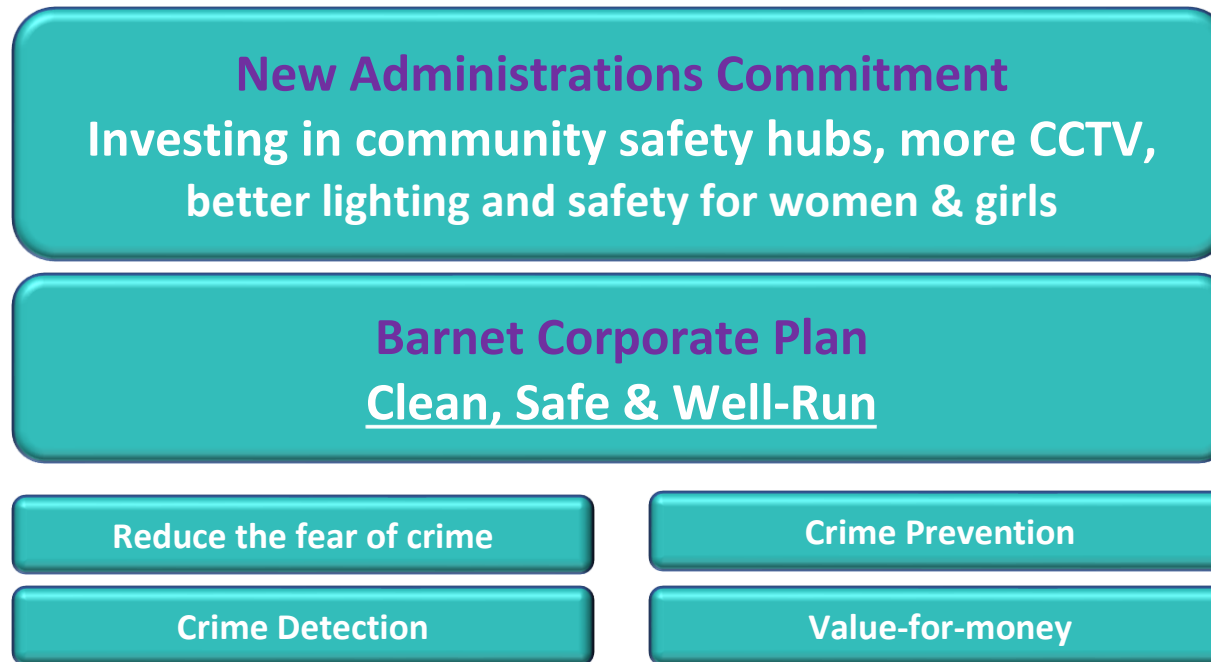 New Administrations Commitment
Investing in community safety hubs, more CCTV,
better lighting and safety for women & girls
Barnet Corporate Plan
Clean, Safe & Well-Run
Reduce the fear of crime
Crime Prevention
Crime Detection
Value-for-money